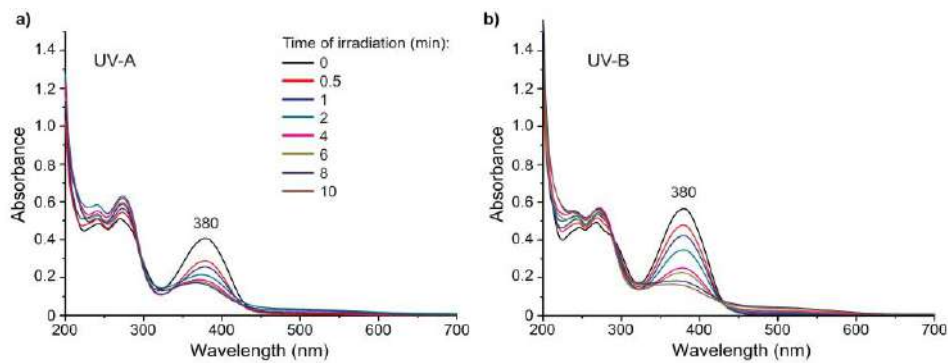 a)
UV-A
Time of irradiation (min):
0
0.5
1
2
4
6
8
10
380
1.4
1.2
1.0
0.8
0.6
0.4
0.2
0
Absorbance
200 300 400 500 600 700
Wavelength (nm)
b)
UV-B
380
1.4
1.2
1.0
0.8
0.6
0.4
0.2
0
Absorbance
200 300 400 500 600 700
Wavelength (nm)